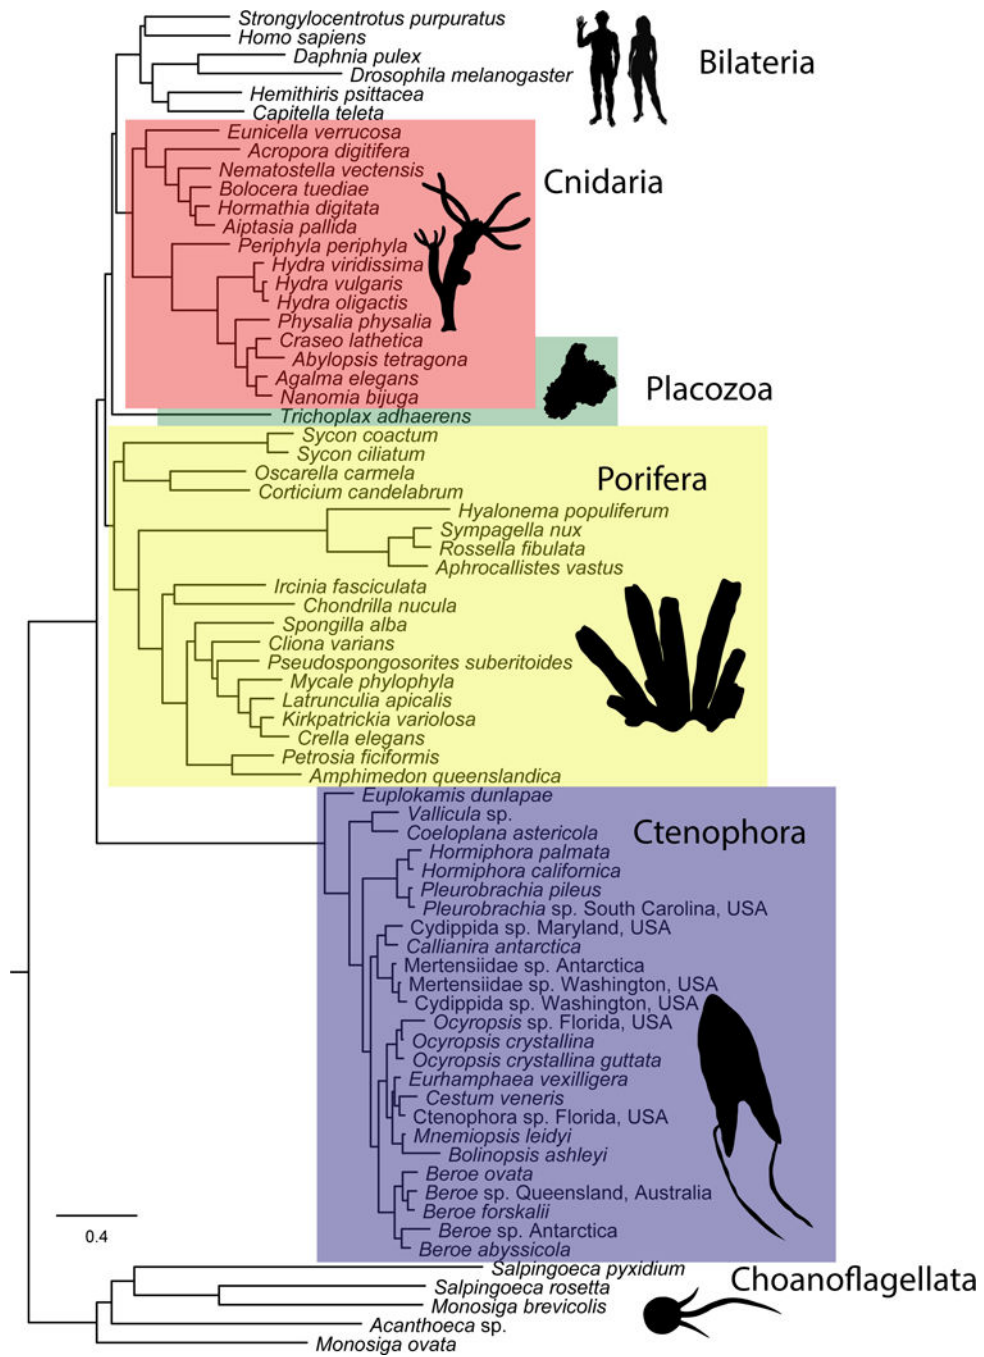 Strongylocentrotus purpuratus
Homo sapiens
Daphnia pulex
Drosophila melanogaster
Bilateria
Hemithiris psittacea
Capitella teleta
Eunicella verrucosa
Acropora digitifera
Nematostella vectensis
Cnidaria
Bolocera tuediae
Hormathia digitata
Aiptasia pallida
Periphylla periphyla
Hydra viridissima
Hydra vulgaris
Hydra oligactis
Physalia physalia
Craseo lathetica
Abylopsis tetragona
Agalma elegans
Placozoa
Nanomia bijuga
Trichoplax adhaerens
Sycon coactum
Sycon ciliatum
Oscarella carmela
Porifera
Corticium candelabrum
Hyalonema populiferum
Sympagella nux
Rossella fibulata
Aphrocallistes vastus
Ircinia fasciculata
Chondrilla nucula
Spongilla alba
Cliona varians
Pseudospongosorites suberitoides
Mycale phylophyla
Latrunculia apicalis
Kirkpatrickia variolosa
Crella elegans
Petrosia ficiformis
Amphimedon queenslandica
Euplokamis dunlapae
Vallicula sp.
Coeloplana astericola
Ctenophora
Hormiphora palmata
Hormiphora californica
Pleurobrachia pileus
Pleurobrachia sp. South Carolina, USA
Cydippida sp. Maryland, USA
Callianira antarctica
Mertensiidae sp. Antarctica
Mertensiidae sp. Washington, USA
Cydippida sp. Washington, USA
Ocyropsis sp. Florida, USA
Ocyropsis crystallina
Ocyropsis crystallina guttata
Eurhamphaea vexilligera
Cestum veneris
Ctenophora sp. Florida, USA
Mnemiopsis leidyi
Bolinopsis ashleyi
Beroe ovata
Beroe sp. Queensland, Australia
Beroe forskalii
Beroe sp. Antarctica
0.4
Beroe abyssicola
Salpingoeca pyxidium
Choanoflagellata
Salpingoeca rosetta
Monosiga brevicolis
Acanthoeca sp.
Monosiga ovata